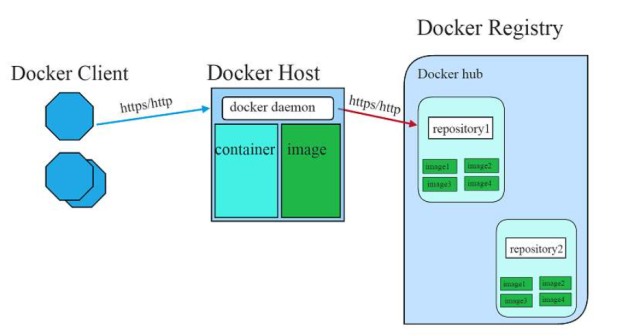 Docker Registry
Docker Client
Docker Host
Docker hub
https/http
docker daemon
https/http
repository1
container
image
image1
image2
image3
image4
repository2
image1
image2
image3
image4